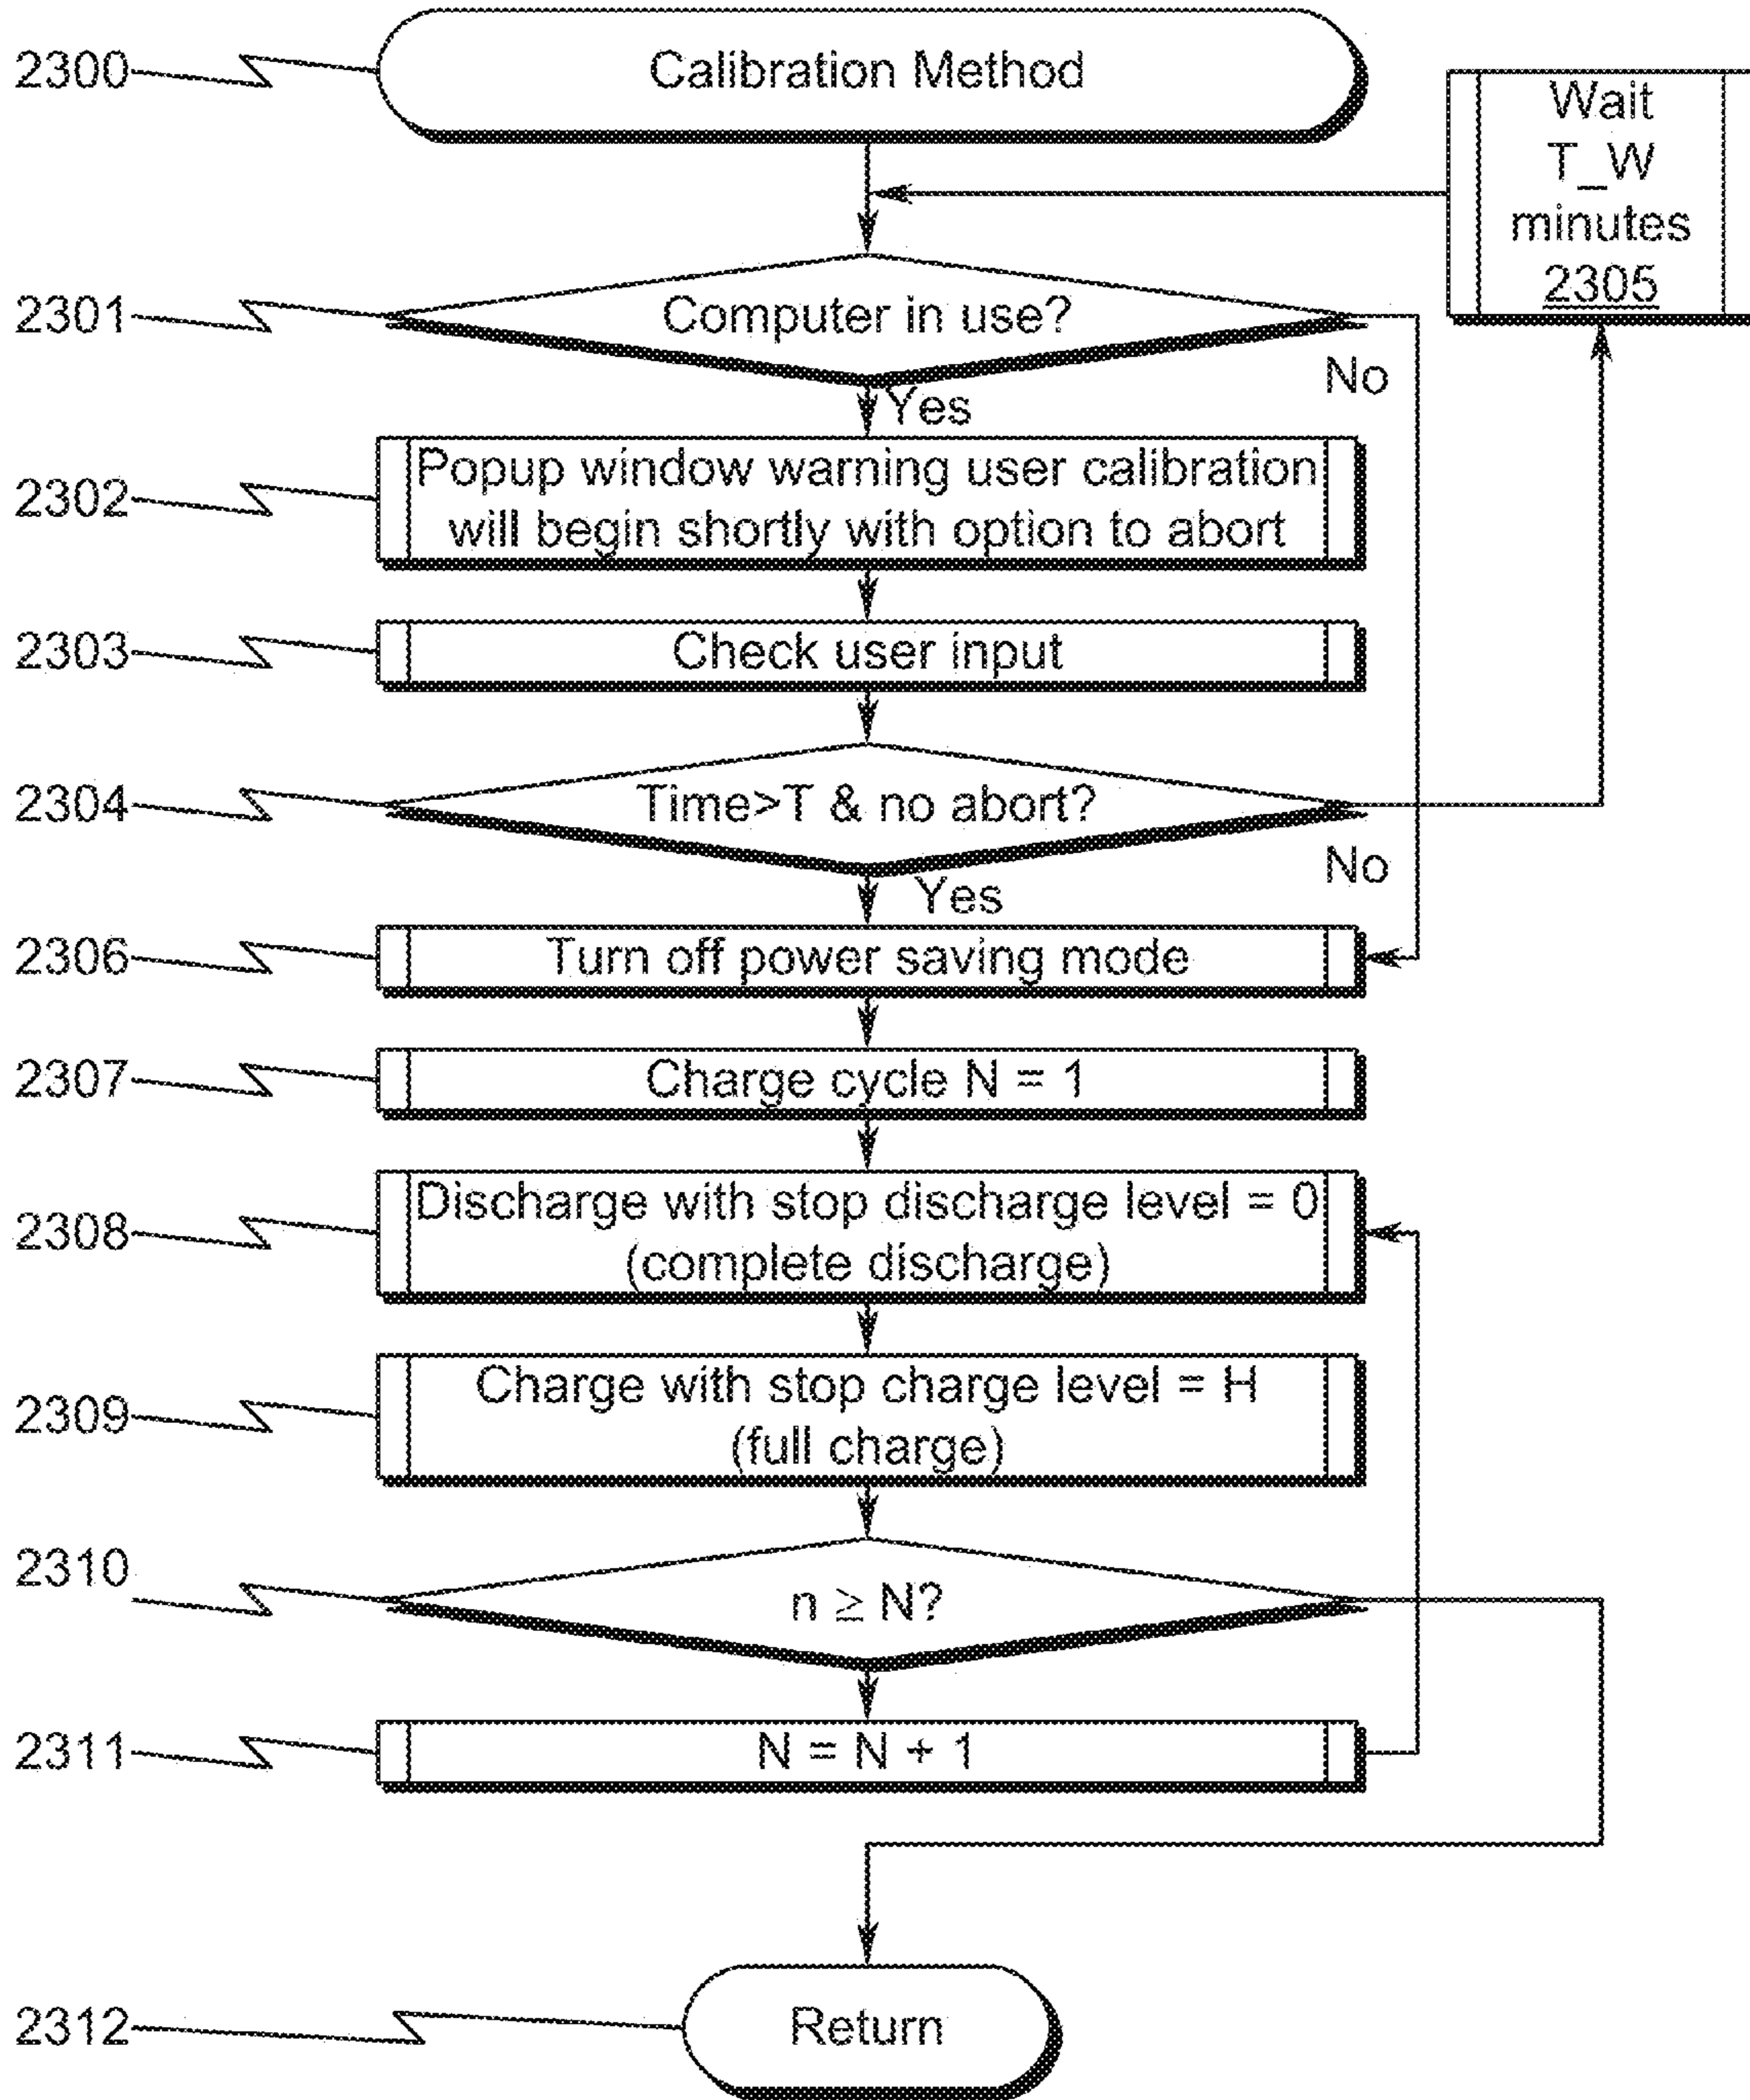 2300
Calibration Method
Wait
T_W
minutes
2305
2301
Computer in use?
No
Yes
2302
Popup window warning user calibration
will begin shortly with option to abort
2303
Check user input
2304
Time>T & no abort?
No
Yes
2306
Turn off power saving mode
2307
Charge cycle N = 1
2308
Discharge with stop discharge level = 0
(complete discharge)
2309
Charge with stop charge level = H
(full charge)
2310
n ≥ N?
2311
N = N + 1
2312
Return